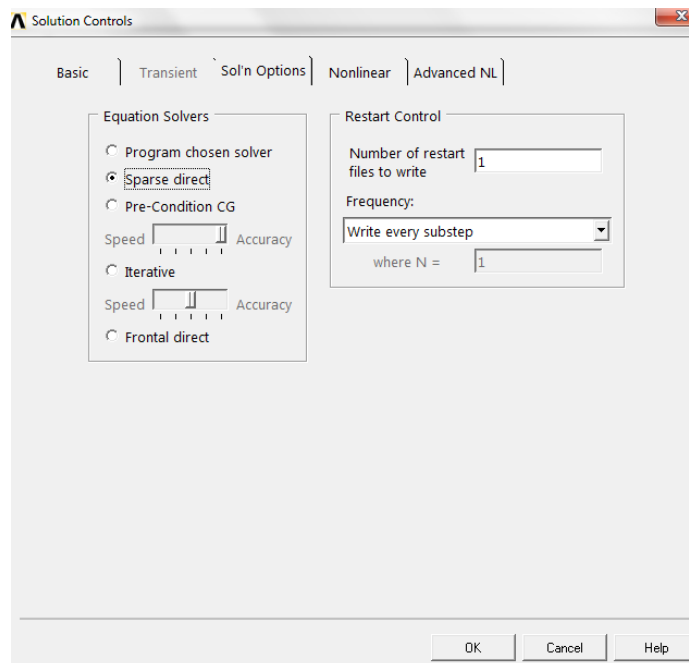 Solution Controls
Basic
Transient
Sol'n Options
Nonlinear
Advanced NL
Equation Solvers
Program chosen solver
Sparse direct
Pre-Condition CG
Speed Accuracy
Iterative
Speed Accuracy
Frontal direct
Restart Control
Number of restart
files to write
1
Frequency:
Write every substep
where N =
1
OK
Cancel
Help